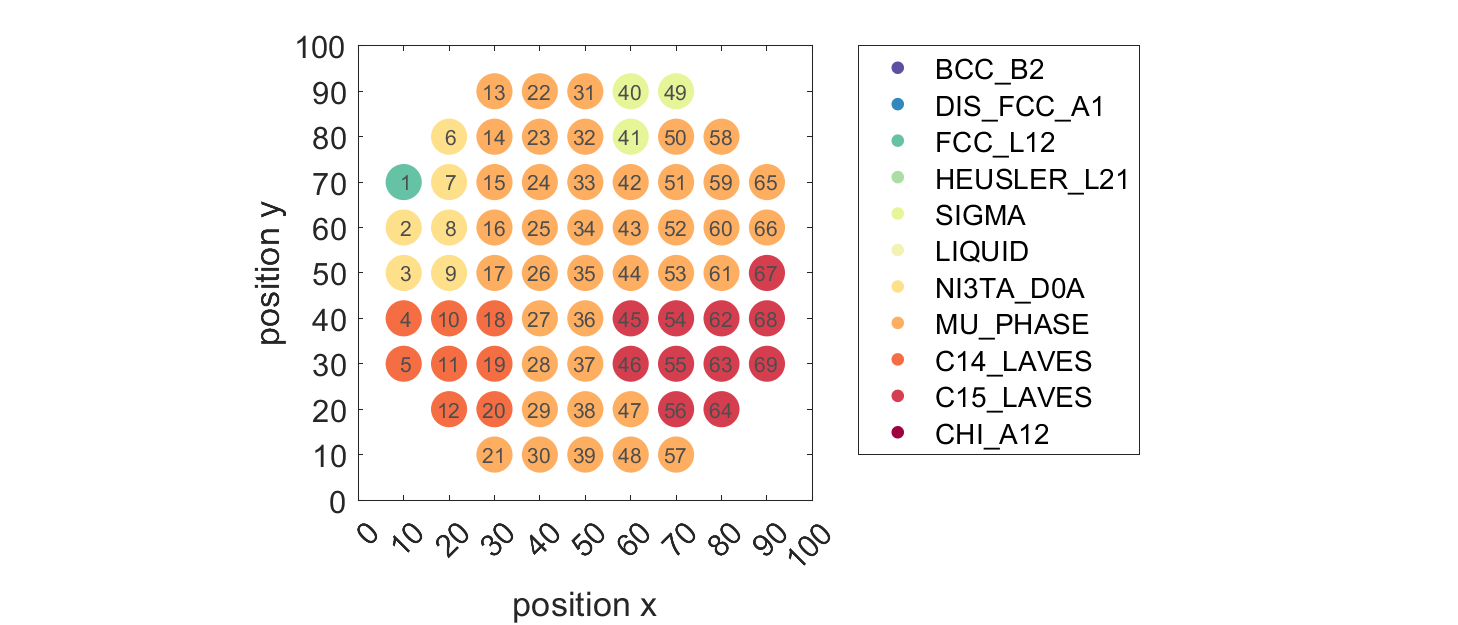 100
90 13 22 31 40 49
80 6 14 23 32 41 50 58
70 1 7 15 24 33 42 51 59 65
60 2 8 16 25 34 43 52 60 66
50 3 9 17 26 35 44 53 61 67
40 4 10 18 27 36 45 54 62 68
30 5 11 19 28 37 46 55 63 69
20 12 20 29 38 47 56 64
10 21 30 39 48 57
0
0 10 20 30 40 50 60 70 80 90 100
position x
position y
BCC_B2
DIS_FCC_A1
FCC_L12
HEUSLER_L21
SIGMA
LIQUID
NI3TA_D0A
MU_PHASE
C14_LAVES
C15_LAVES
CHI_A12